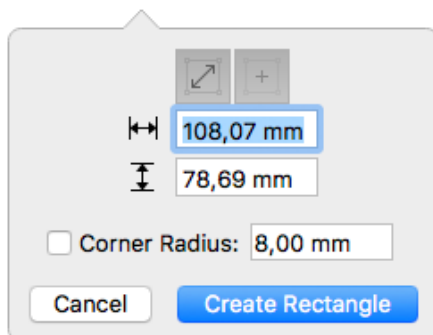 108,07 mm
78,69 mm
Corner Radius: 8,00 mm
Cancel Create Rectangle